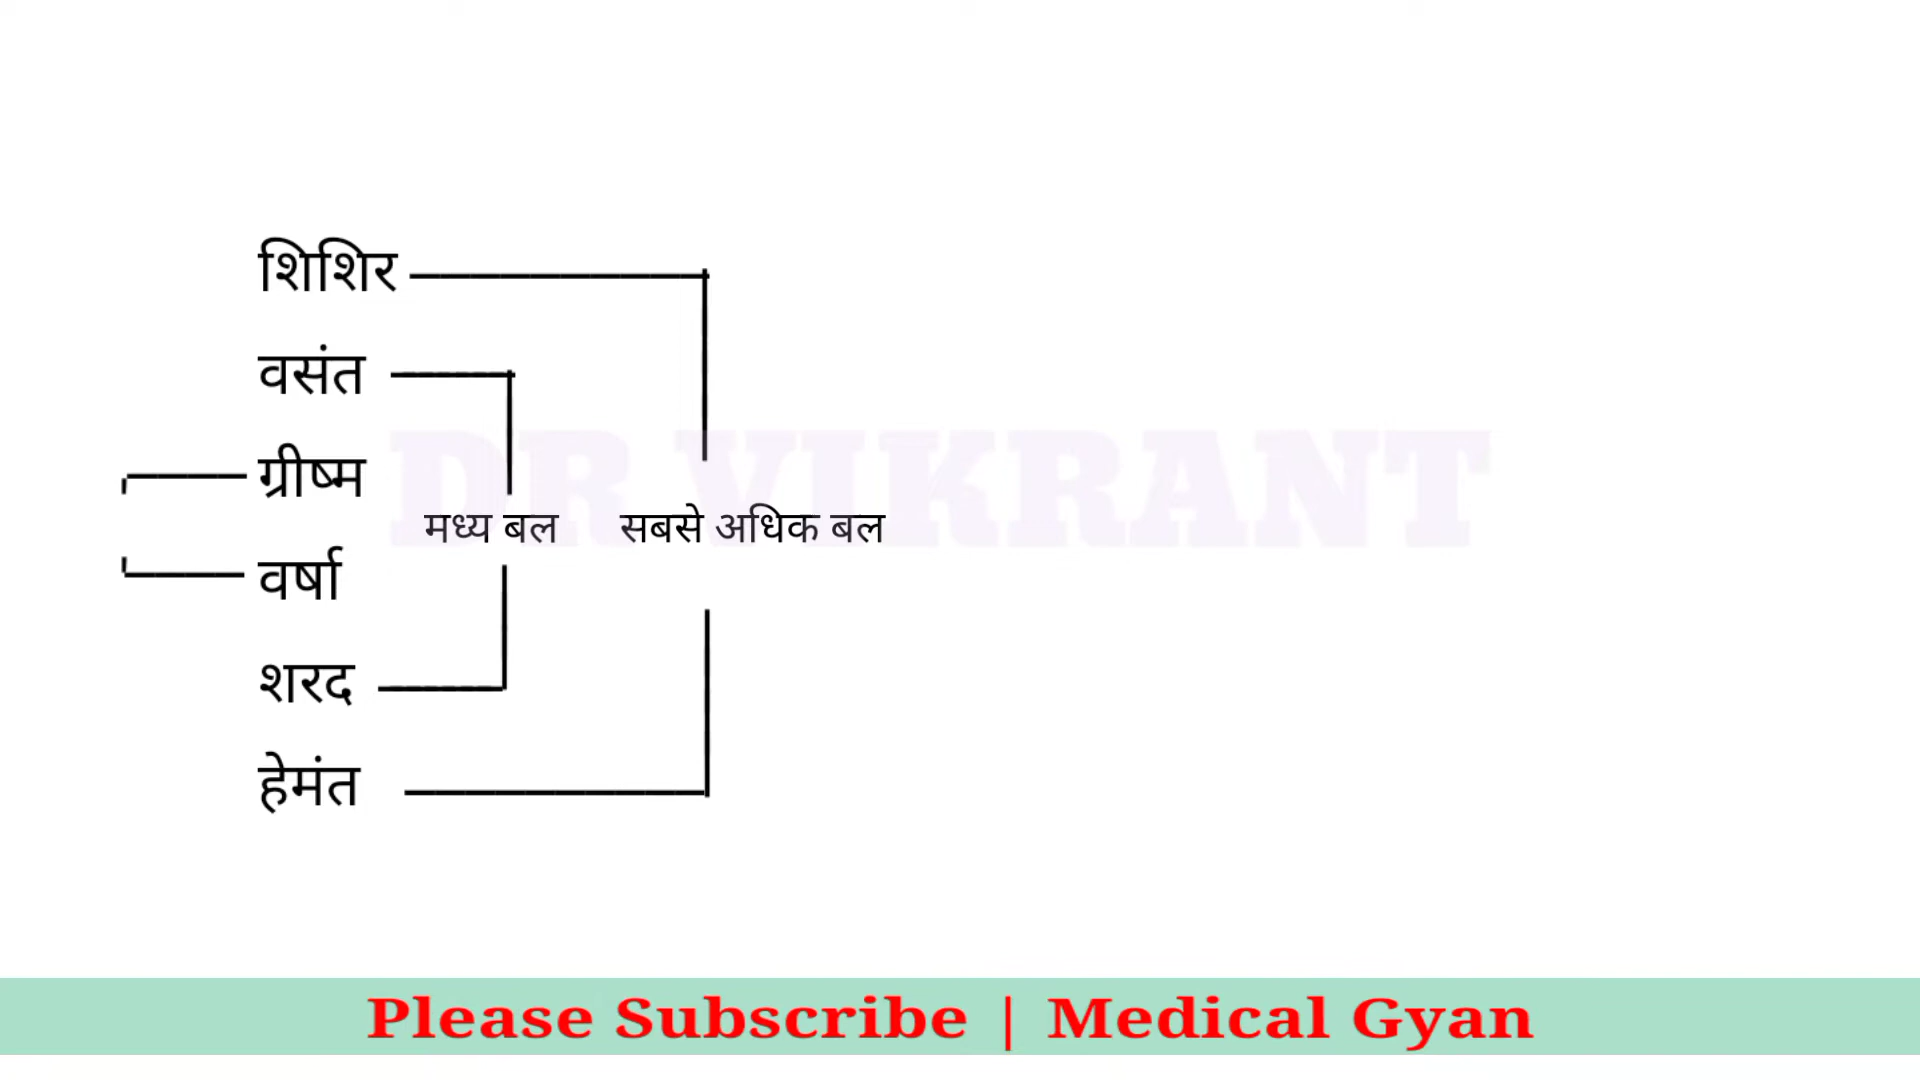 शिशिर
वसंत
ग्रीष्म
DR VIKRANT
मध्य बल सबसे अधिक बल
वर्षा
शरद
हेमंत
Please Subscribe | Medical Gyan